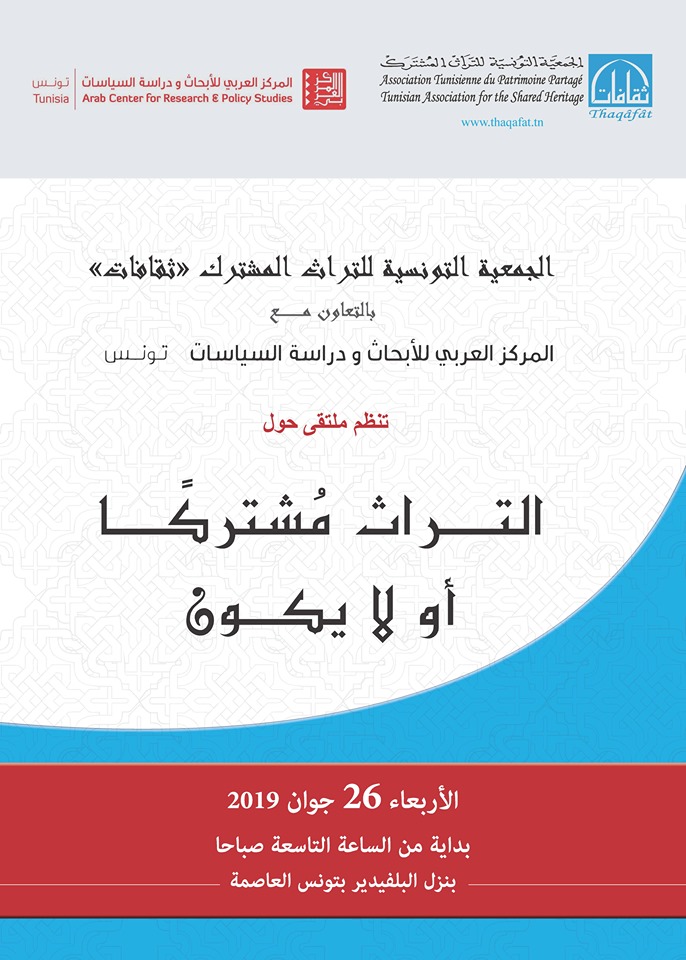 الجمعية التونسية للتراث المشترك
Association Tunisienne du Patrimoine Partagé
Tunisian Association for the Shared Heritage
www.thaqafat.tn
ثقافات
Thaqâfât
المركز العربي للأبحاث و دراسة السياسات | تونس
Arab Center for Research & Policy Studies | Tunisia
الجمعية التونسية للتراث المشترك «ثقافات»
بالتعاون مع
المركز العربي للأبحاث و دراسة السياسات تونس
تنظم ملتقى حول
التراث مُشتركًا
أو لا يكون
الأربعاء 26 جوان 2019
بداية من الساعة التاسعة صباحا
بنزل البلفيدير بتونس العاصمة